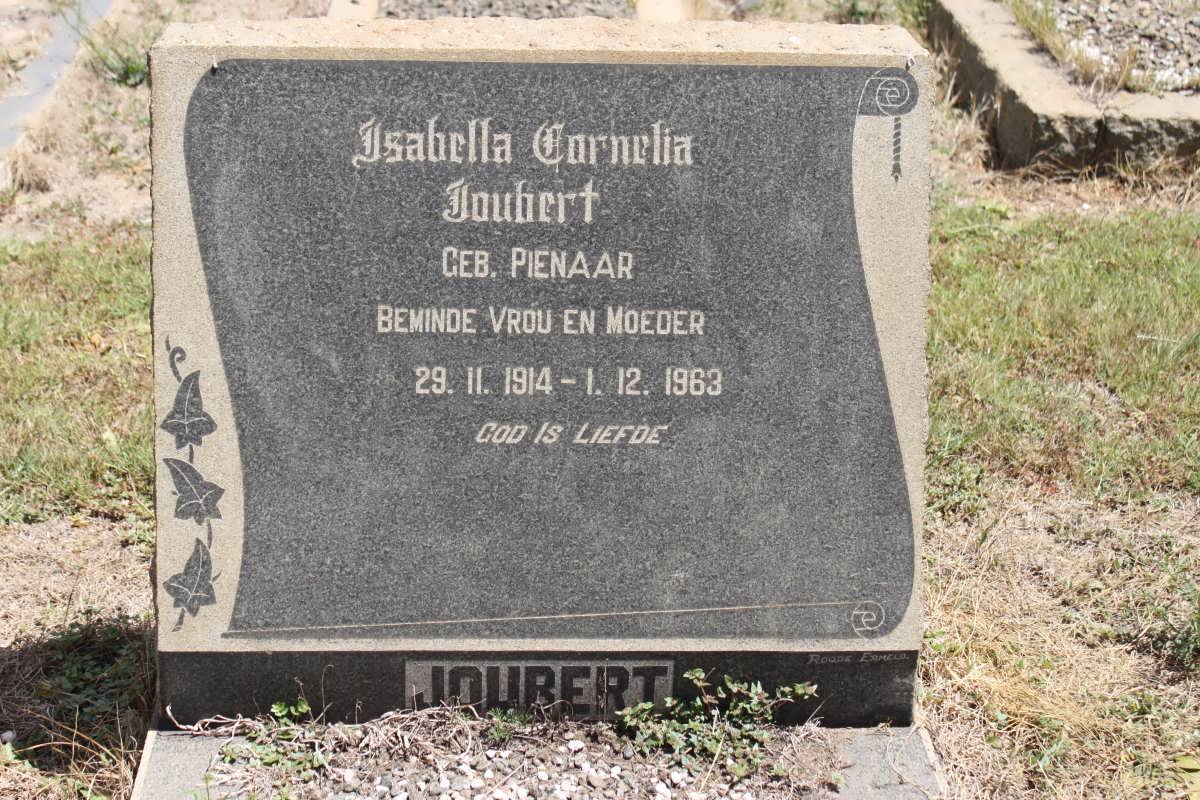 Isabella Cornelia
Joubert
GEB. PIENAAR
BEMINDE VROU EN MOEDER
29. 11. 1914 - 1. 12. 1963
GOD IS LIEFDE
JOUBERT
ERMELO